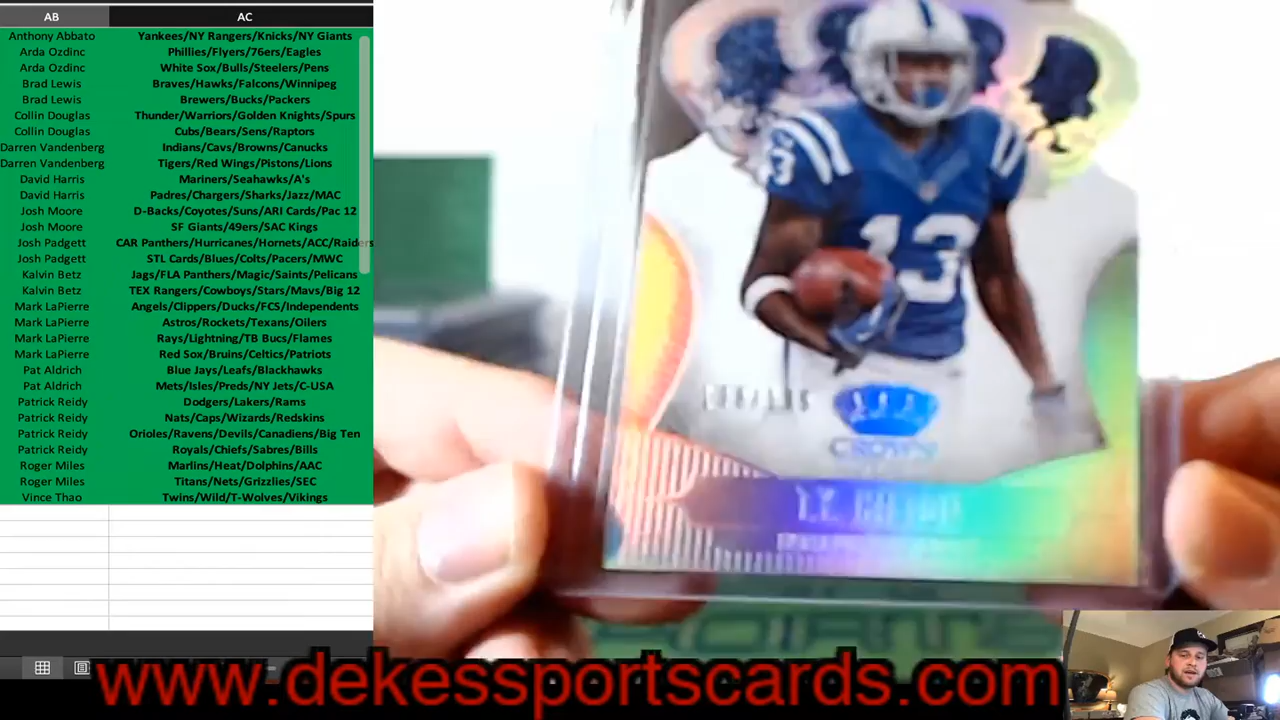 AB AC
Anthony Abbato Yankees/NY Rangers/Knicks/NY Giants
Arda Ozdinc Phillies/Flyers/76ers/Eagles
Arda Ozdinc White Sox/Bulls/Steelers/Pens
Brad Lewis Braves/Hawks/Falcons/Winnipeg
Brad Lewis Brewers/Bucks/Packers
Collin Douglas Thunder/Warriors/Golden Knights/Spurs
Collin Douglas Cubs/Bears/Sens/Raptors
Darren Vandenberg Indians/Cavs/Browns/Canucks
Darren Vandenberg Tigers/Red Wings/Pistons/Lions
David Harris Mariners/Seahawks/A's
David Harris Padres/Chargers/Sharks/Jazz/MAC
Josh Moore D-Backs/Coyotes/Suns/ARI Cards/Pac 12
Josh Moore SF Giants/49ers/SAC Kings
Josh Padgett CAR Panthers/Hurricanes/Hornets/ACC/Raiders
Josh Padgett STL Cards/Blues/Colts/Pacers/MWC
Kalvin Betz Jags/FLA Panthers/Magic/Saints/Pelicans
Kalvin Betz TEX Rangers/Cowboys/Stars/Mavs/Big 12
Mark LaPierre Angels/Clippers/Ducks/FCS/Independents
Mark LaPierre Astros/Rockets/Texans/Oilers
Mark LaPierre Rays/Lightning/TB Bucs/Flames
Mark LaPierre Red Sox/Bruins/Celtics/Patriots
Pat Aldrich Blue Jays/Leafs/Blackhawks
Pat Aldrich Mets/Isles/Preds/NY Jets/C-USA
Patrick Reidy Dodgers/Lakers/Rams
Patrick Reidy Nats/Caps/Wizards/Redskins
Patrick Reidy Orioles/Ravens/Devils/Canadiens/Big Ten
Patrick Reidy Royals/Chiefs/Sabres/Bills
Roger Miles Marlins/Heat/Dolphins/AAC
Roger Miles Titans/Nets/Grizzlies/SEC
Vince Thao Twins/Wild/T-Wolves/Vikings
13
CROWN
www.dekessportscards.com